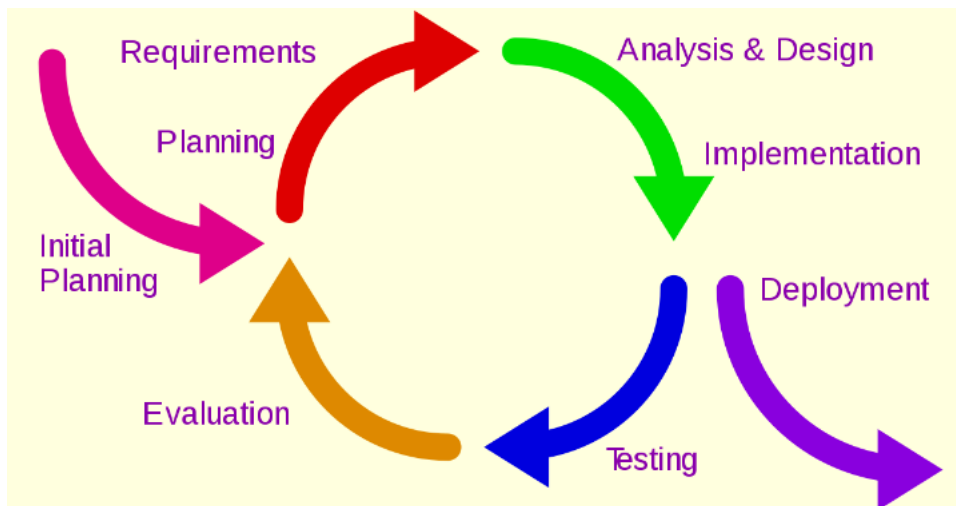 Requirements
Analysis & Design
Planning
Implementation
Initial
Planning
Deployment
Evaluation
Testing